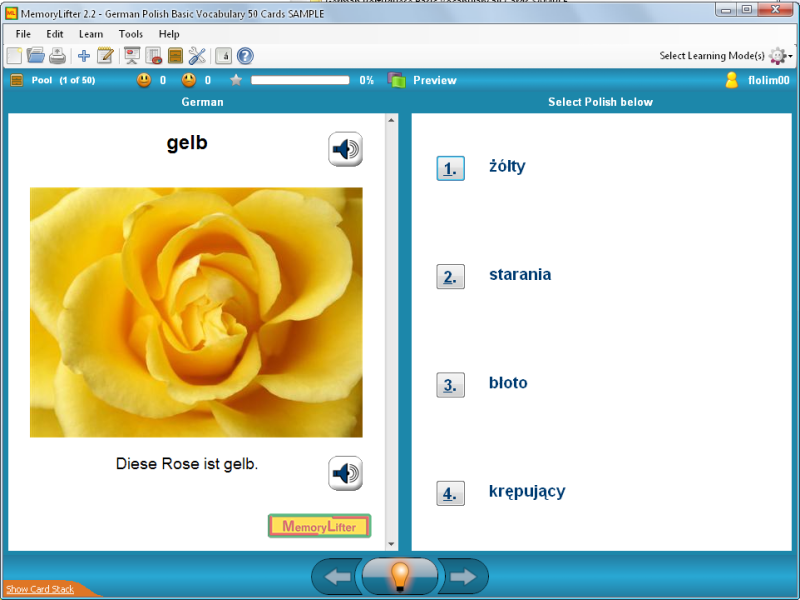 MemoryLifter 2.2 - German Polish Basic Vocabulary 50 Cards SAMPLE
File Edit Learn Tools Help
Select Learning Mode(s)
Pool (1 of 50) 0 0 0% Preview flolim00
German
Select Polish below
gelb
Diese Rose ist gelb.
MemoryLifter
1. żółty
2. starania
3. błoto
4. krępujący
Show Card Stack